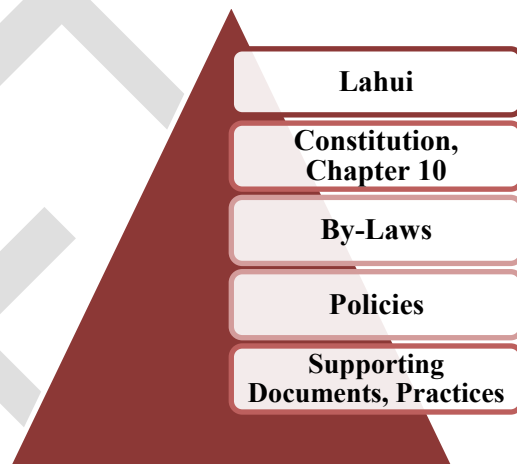 Lahui
Constitution,
Chapter 10
By-Laws
Policies
Supporting
Documents, Practices